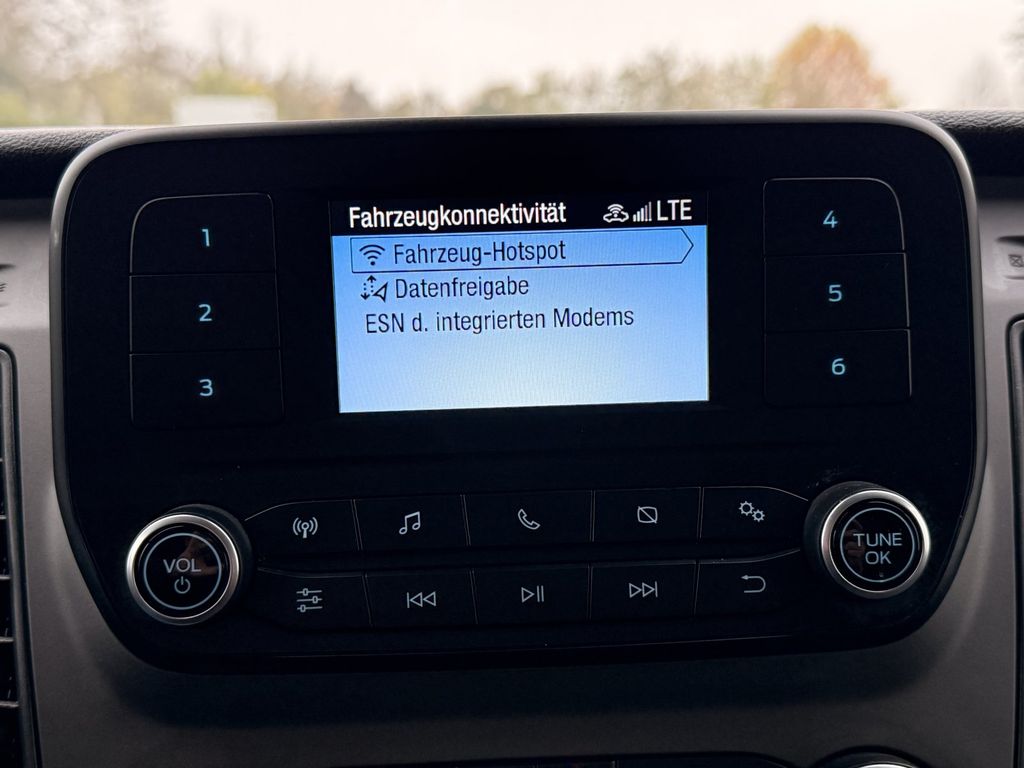 Fahrzeugkonnektivität LTE
Fahrzeug-Hotspot
Datenfreigabe
ESN d. integrierten Modems
1
2
3
4
5
6
VOL
TUNE
OK